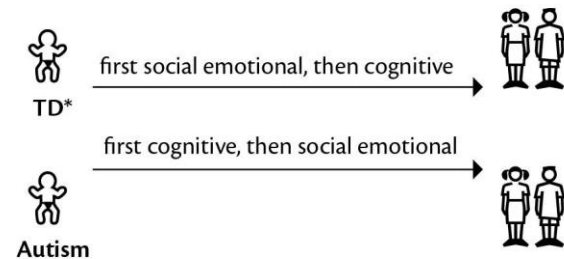 first social emotional, then cognitive
TD*
first cognitive, then social emotional
Autism